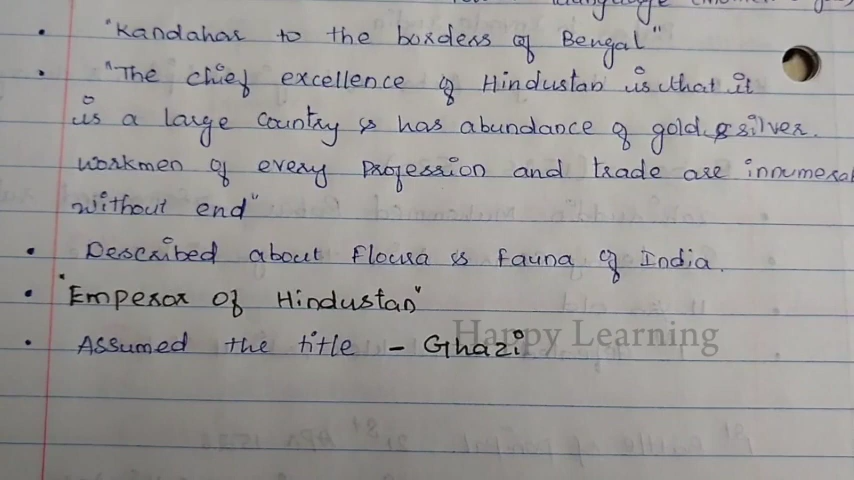 "Kandahar to the borders of Bengal"
"The chief excellence of Hindustan is that it
is a large country & has abundance of gold & silver.
workmen of every profession and trade are innumeral
without end"
Described about Floura & fauna of India.
"Emperor Of Hindustan"
Assumed the title - Ghazi
Happy Learning